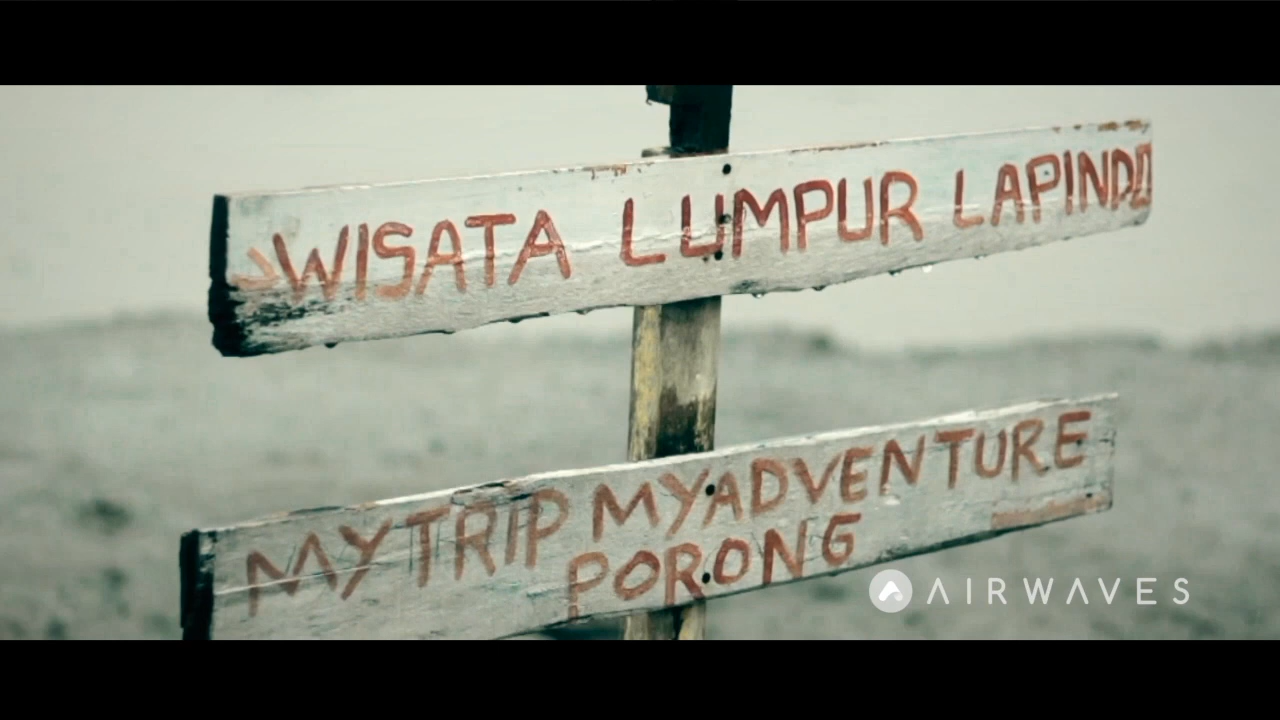 WISATA LUMPUR LAPINDO
MY TRIP MY ADVENTURE
PORONG
AIRWAVES